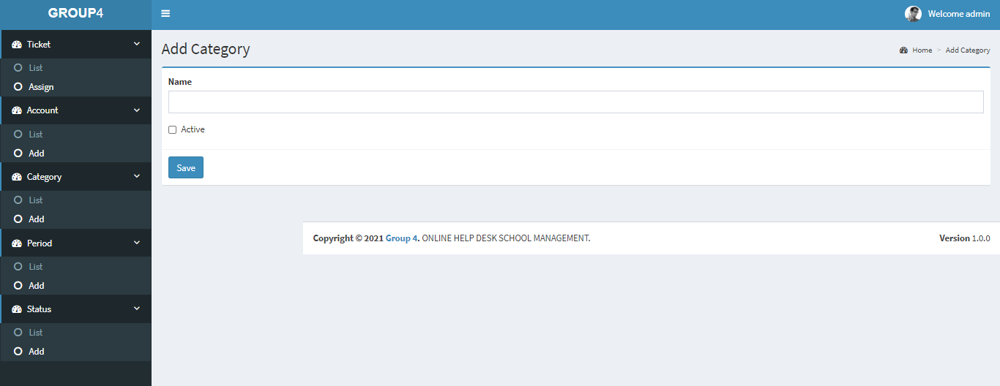 GROUP4
Welcome admin
Ticket
List
Assign
Account
List
Add
Category
List
Add
Period
List
Add
Status
List
Add
Add Category
Home > Add Category
Name
Active
Save
Copyright © 2021 Group 4. ONLINE HELP DESK SCHOOL MANAGEMENT.
Version 1.0.0